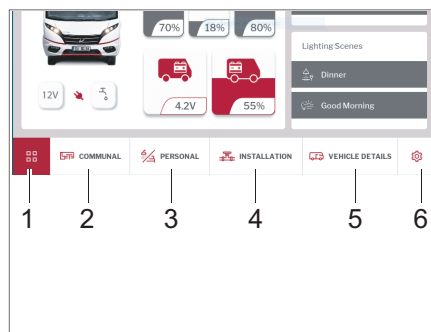 70% 18% 80%
Lighting Scenes
Dinner
Good Morning
12V
4.2V 55%
COMMUNAL PERSONAL INSTALLATION VEHICLE DETAILS
1 2 3 4 5 6